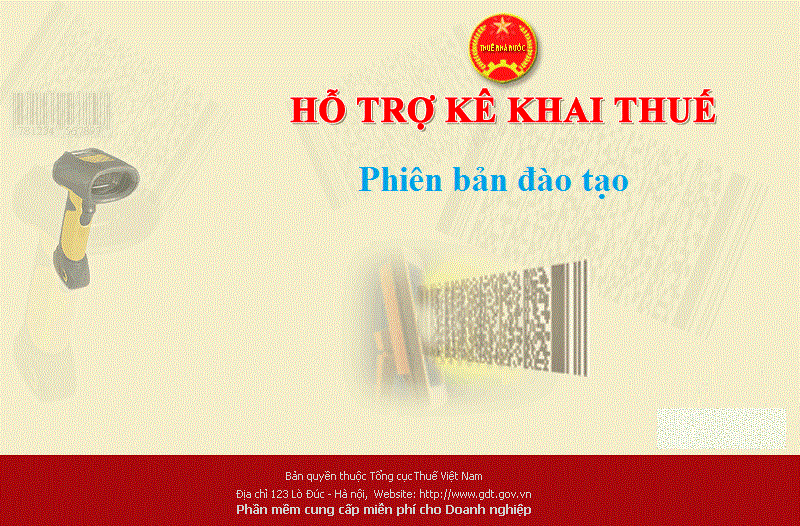 THUẾ NHÀ NƯỚC
HỖ TRỢ KÊ KHAI THUẾ
Phiên bản đào tạo
Bản quyền thuộc Tổng cục Thuế Việt Nam
Địa chỉ 123 Lò Đúc - Hà nội, Website: http://www.gdt.gov.vn
Phần mềm cung cấp miễn phí cho Doanh nghiệp